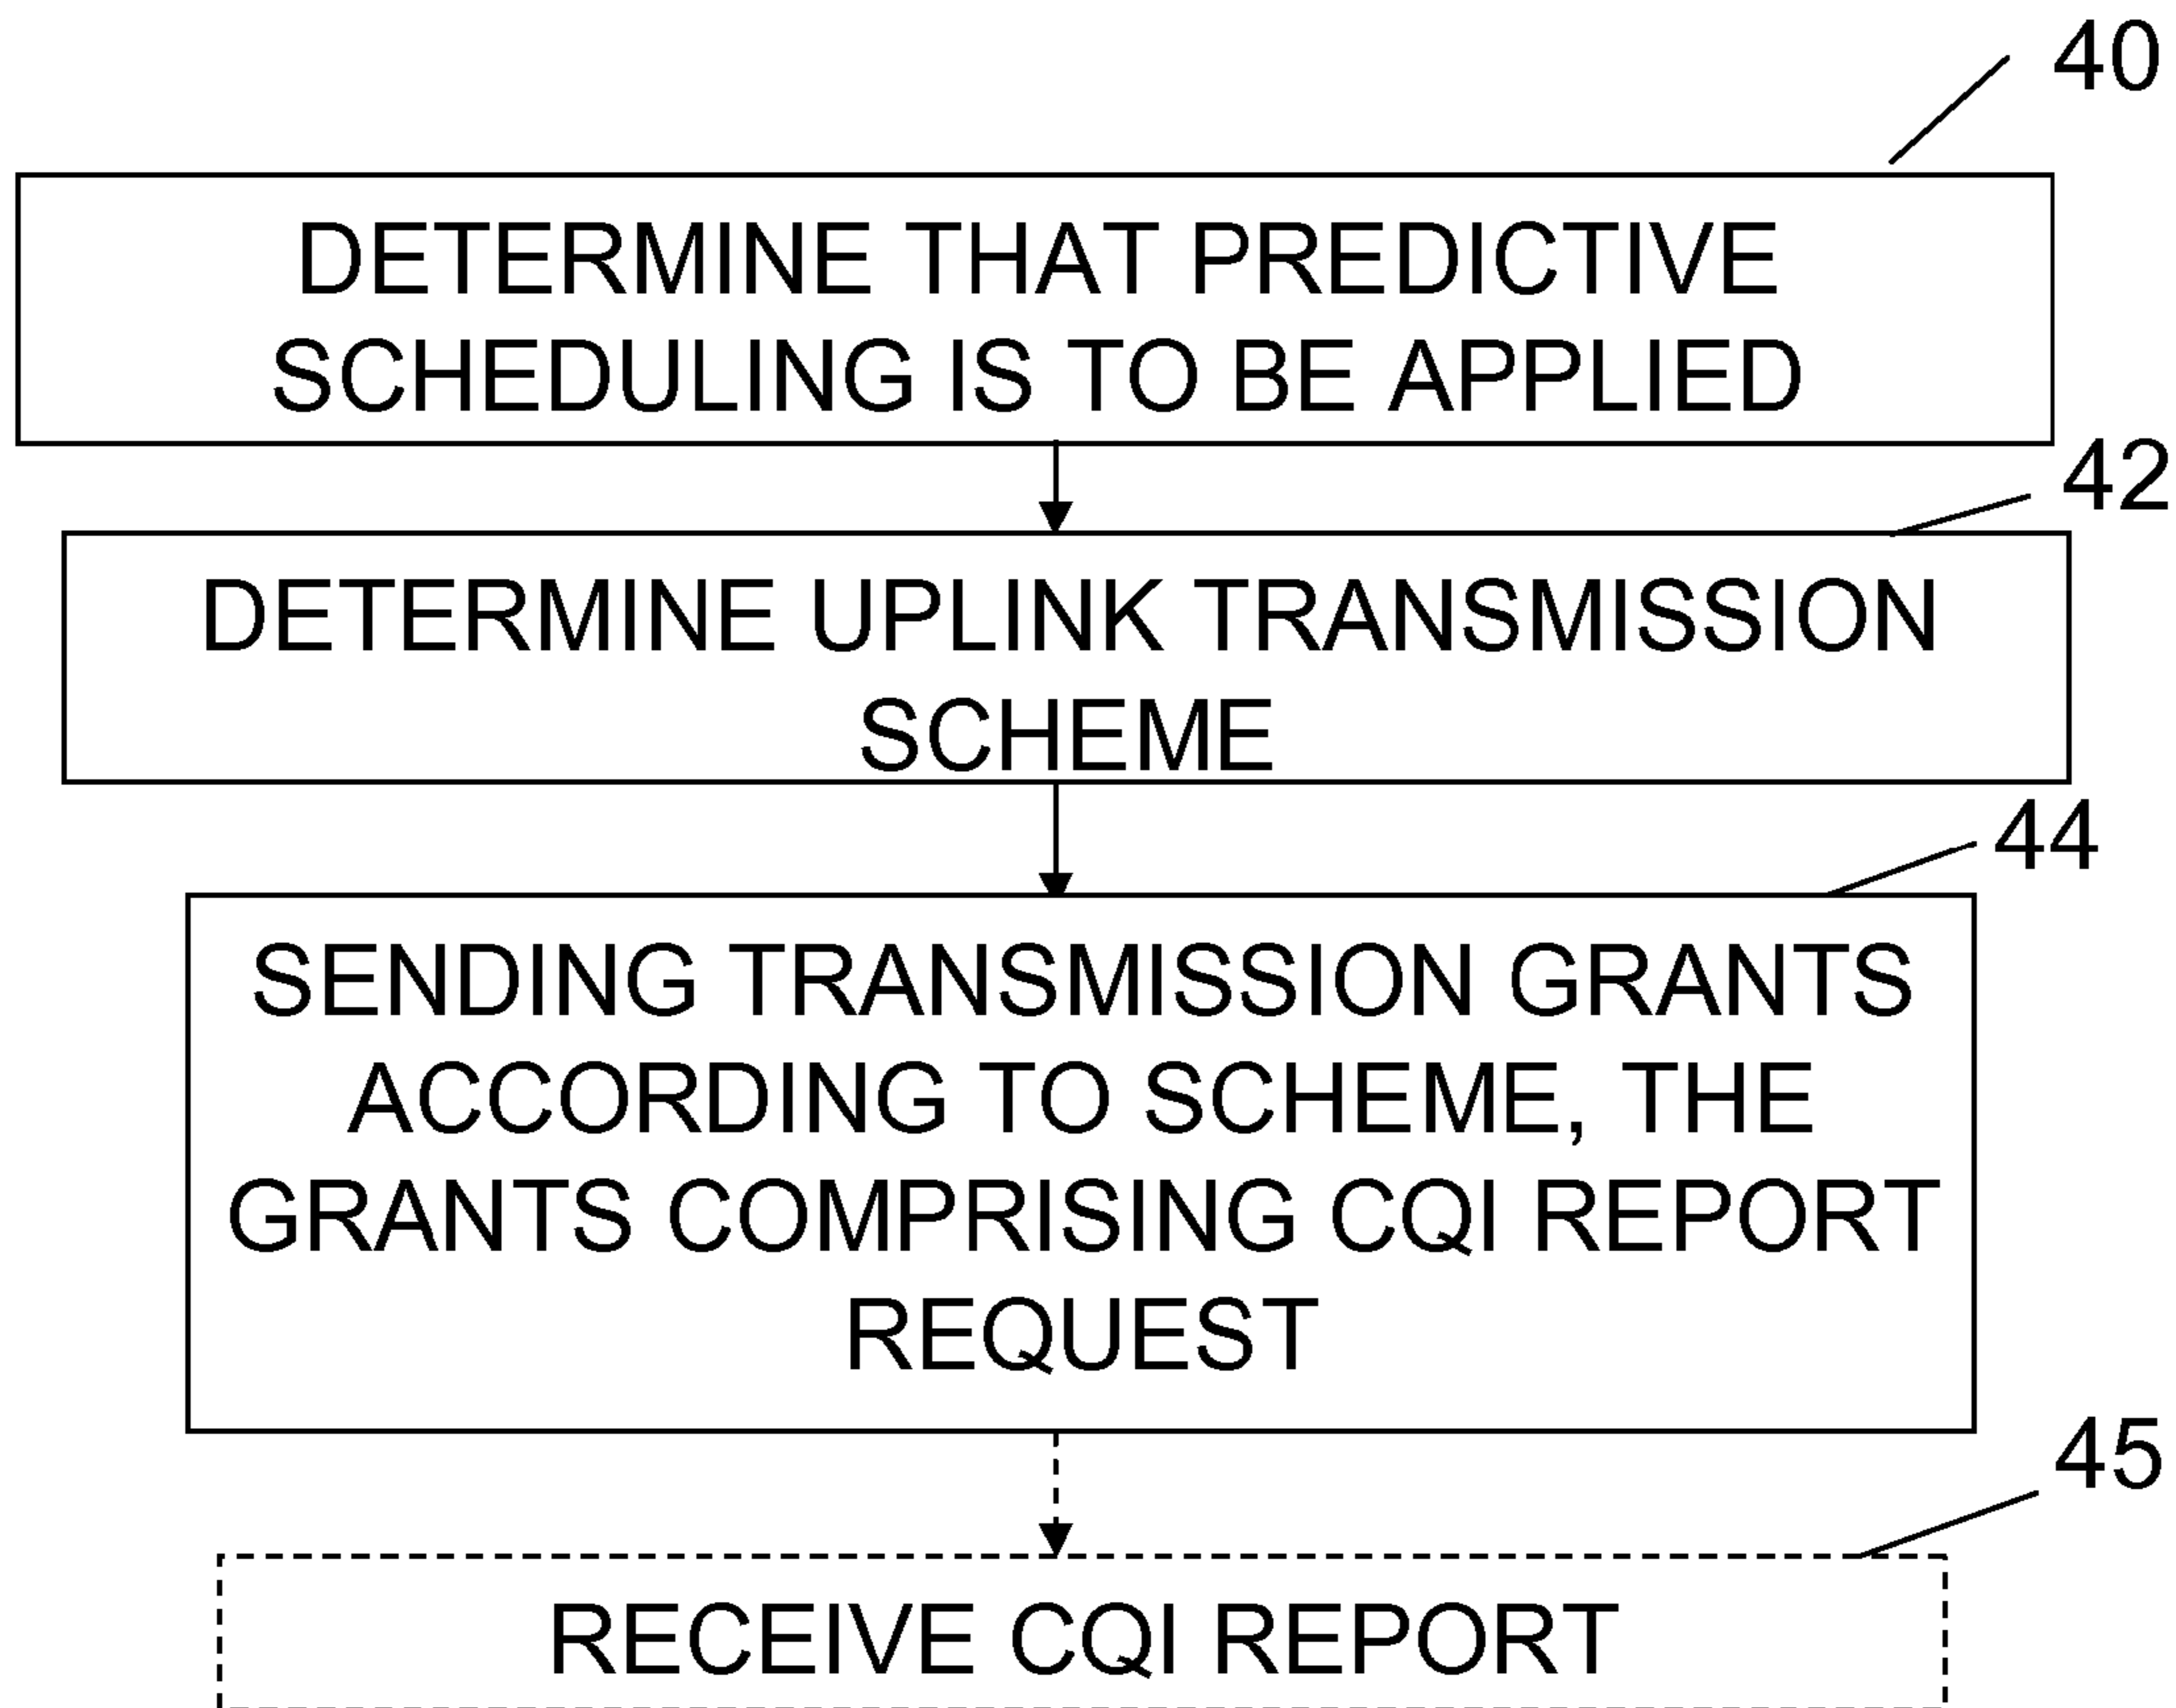 40
DETERMINE THAT PREDICTIVE
SCHEDULING IS TO BE APPLIED
42
DETERMINE UPLINK TRANSMISSION
SCHEME
44
SENDING TRANSMISSION GRANTS
ACCORDING TO SCHEME, THE
GRANTS COMPRISING CQI REPORT
REQUEST
45
RECEIVE CQI REPORT